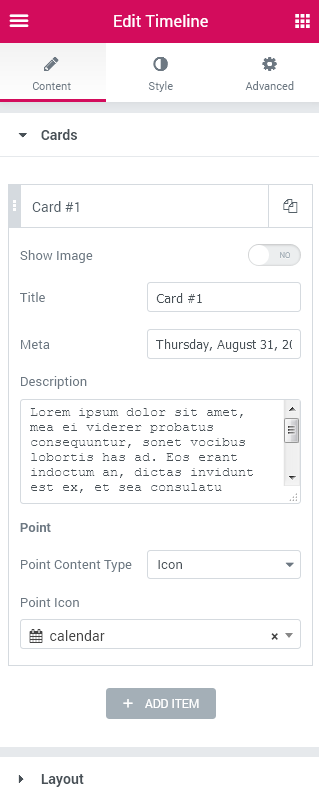 Edit Timeline
Content Style Advanced
Cards
Card #1
Show Image NO
Title Card #1
Meta Thursday, August 31, 20
Description
Lorem ipsum dolor sit amet,
mea ei viderer probatus
consequuntur, sonet vocibus
lobortis has ad. Eos erant
indoctum an, dictas invidunt
est ex, et sea consulatu
Point
Point Content Type Icon
Point Icon
calendar ×
+ ADD ITEM
Layout